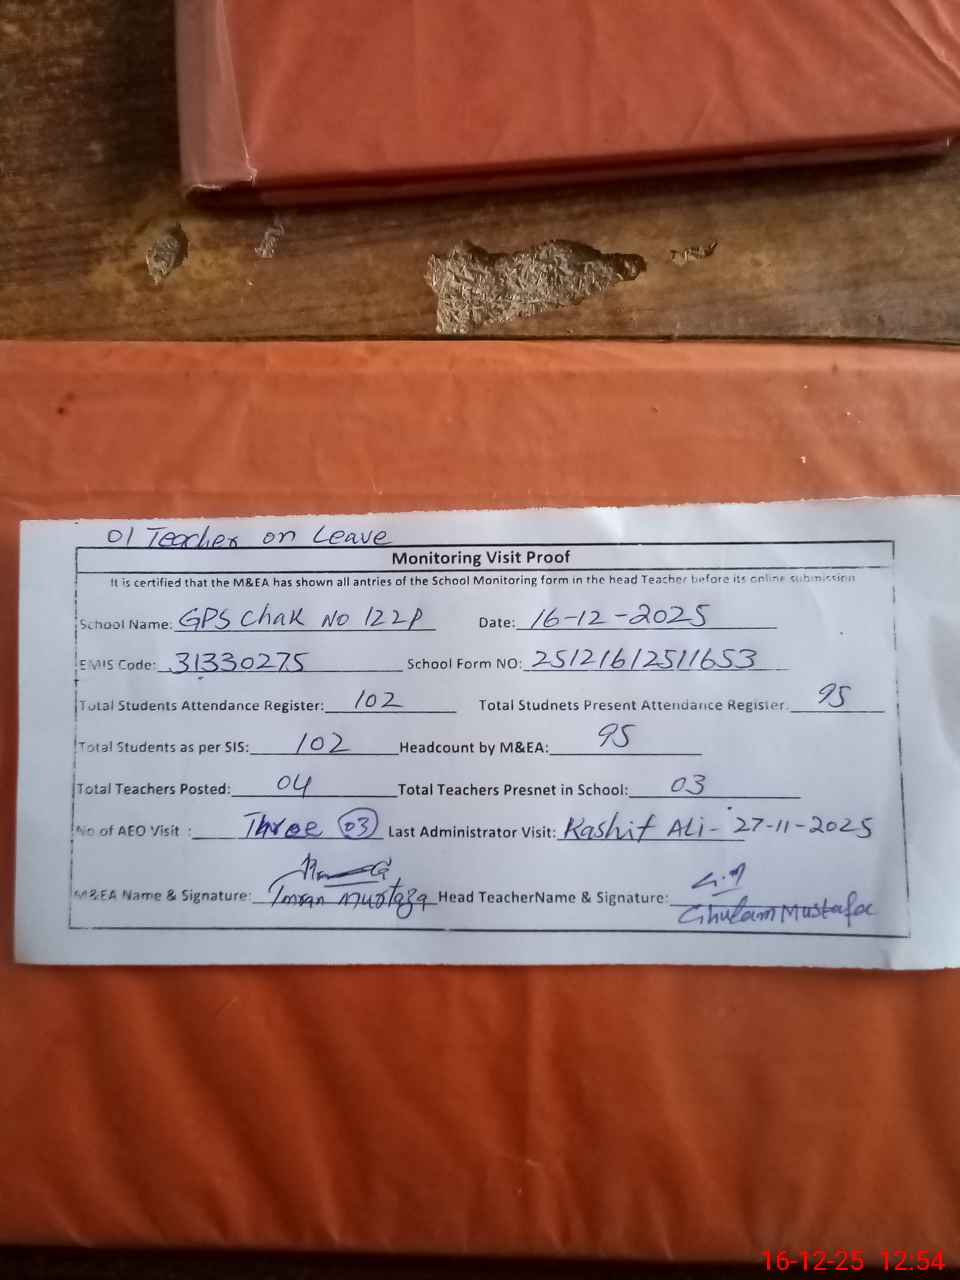 01 Teacher on Leave
Monitoring Visit Proof
It is certified that the M&EA has shown all antries of the School Monitoring form in the head Teacher before its online submission
School Name: GPS Chak No 122P Date: 16-12-2025
EMIS Code: 31330275 School Form NO: 25121612511653
Total Students Attendance Register: 102 Total Studnets Present Attendance Register: 95
Total Students as per SIS: 102 Headcount by M&EA: 95
Total Teachers Posted: 04 Total Teachers Presnet in School: 03
No of AEO Visit : Three 03 Last Administrator Visit: Kashif Ali- 27-11-2025
M&EA Name & Signature: Imran Murtaza Head TeacherName & Signature: G.M
Ghulam Mustafa
16-12-25 12:54